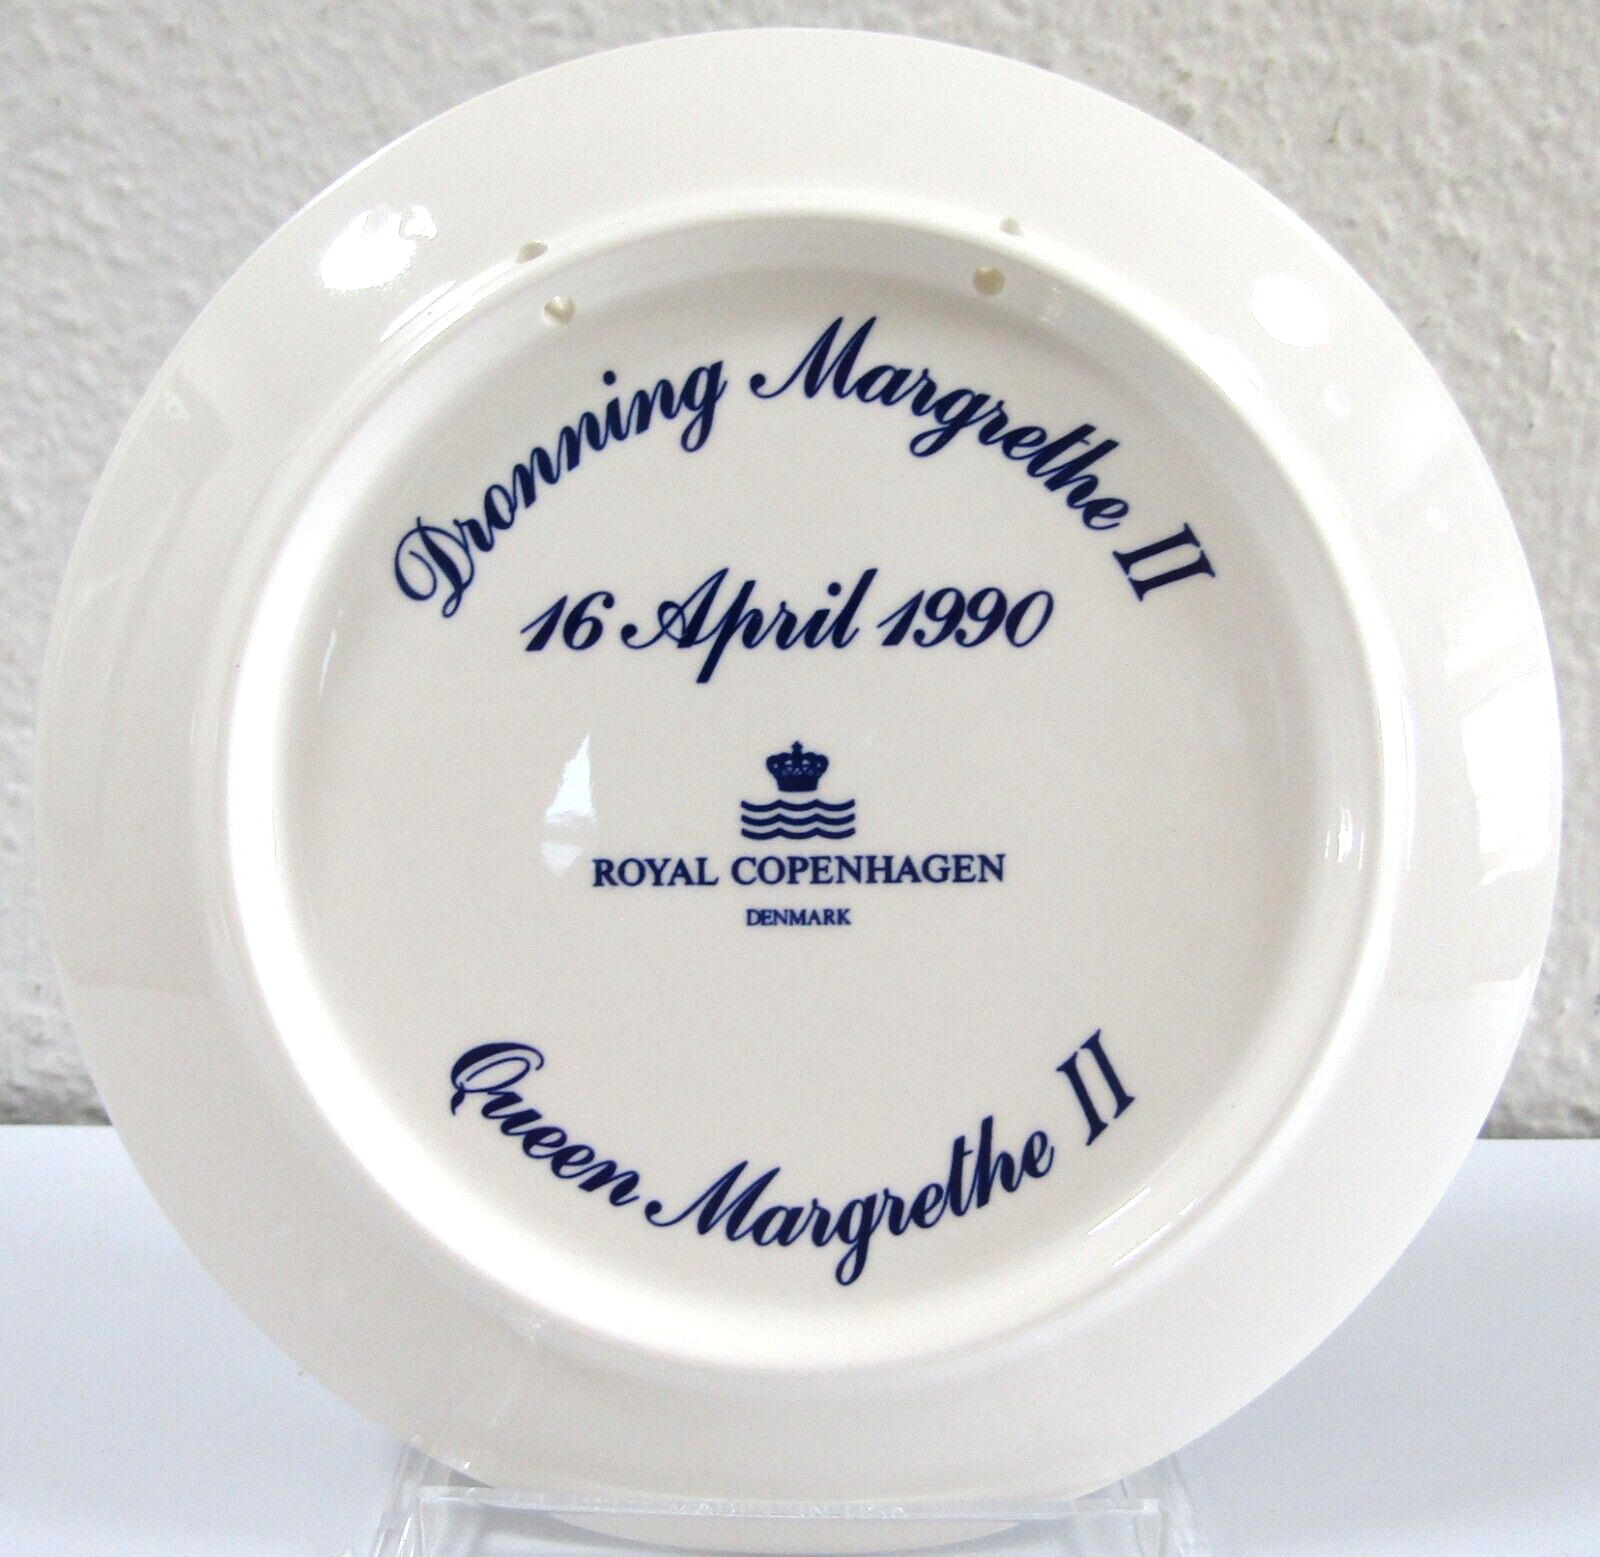 Dronning Margrethe II
16 April 1990
ROYAL COPENHAGEN
DENMARK
Queen Margrethe II